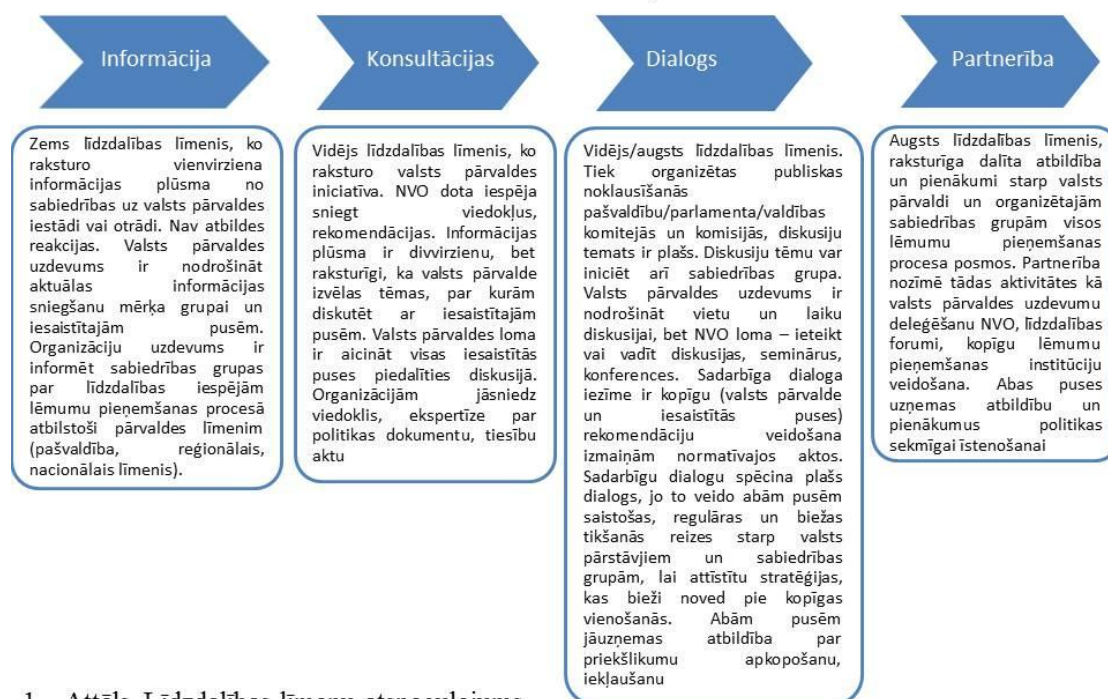 Informācija
Zems līdzdalības līmenis, ko
raksturo vienvirziena
informācijas plūsma no
sabiedrības uz valsts pārvaldes
iestādi vai otrādi. Nav atbildes
reakcijas. Valsts pārvaldes
uzdevums ir nodrošināt
aktuālas informācijas
sniegšanu mērķa grupai un
iesaistītajām pusēm.
Organizāciju uzdevums ir
informēt sabiedrības grupas
par līdzdalības iespējām
lēmumu pieņemšanas procesā
atbilstoši pārvaldes līmenim
(pašvaldība, reģionālais,
nacionālais līmenis).
Konsultācijas
Vidējs līdzdalības līmenis, ko
raksturo valsts pārvaldes
iniciatīva. NVO dota iespēja
sniegt viedokļus,
rekomendācijas. Informācijas
plūsma ir divvirzienu, bet
raksturīgi, ka valsts pārvalde
izvēlas tēmas, par kurām
diskutēt ar iesaistītajām
pusēm. Valsts pārvaldes loma
ir aicināt visas iesaistītās
puses piedalīties diskusijā.
Organizācijām jāsniedz
viedoklis, ekspertīze par
politikas dokumentu, tiesību
aktu
Dialogs
Vidējs/augsts līdzdalības līmenis.
Tiek organizētas publiskas
noklausīšanās
pašvaldību/parlamenta/valdības
komitejās un komisijās, diskusiju
temats ir plašs. Diskusiju tēmu var
iniciēt arī sabiedrības grupa.
Valsts pārvaldes uzdevums ir
nodrošināt vietu un laiku
diskusijai, bet NVO loma – ieteikt
vai vadīt diskusijas, seminārus,
konferences. Sadarbīga dialoga
iezīme ir kopīgu (valsts pārvalde
un iesaistītās puses)
rekomendāciju veidošana
izmaiņām normatīvajos aktos.
Sadarbīgu dialogu spēcina plašs
dialogs, jo to veido abām pusēm
saistošas, regulāras un biežas
tikšanās reizes starp valsts
pārstāvjiem un sabiedrības
grupām, lai attīstītu stratēģijas,
kas bieži noved pie kopīgas
vienošanās. Abām pusēm
jāuzņemas atbildība par
priekšlikumu apkopošanu,
iekļaušanu
Partnerība
Augsts līdzdalības līmenis,
raksturīga dalīta atbildība
un pienākumi starp valsts
pārvaldi un organizētajām
sabiedrības grupām visos
lēmumu pieņemšanas
procesa posmos. Partnerība
nozīmē tādas aktivitātes kā
valsts pārvaldes uzdevumu
deleģēšanu NVO, līdzdalības
forumi, kopīgu lēmumu
pieņemšanas institūciju
veidošana. Abas puses
uzņemas atbildību un
pienākumus politikas
sekmīgai īstenošanai
1. Attēls. Līdzdalības līmeņu atspoguļojums